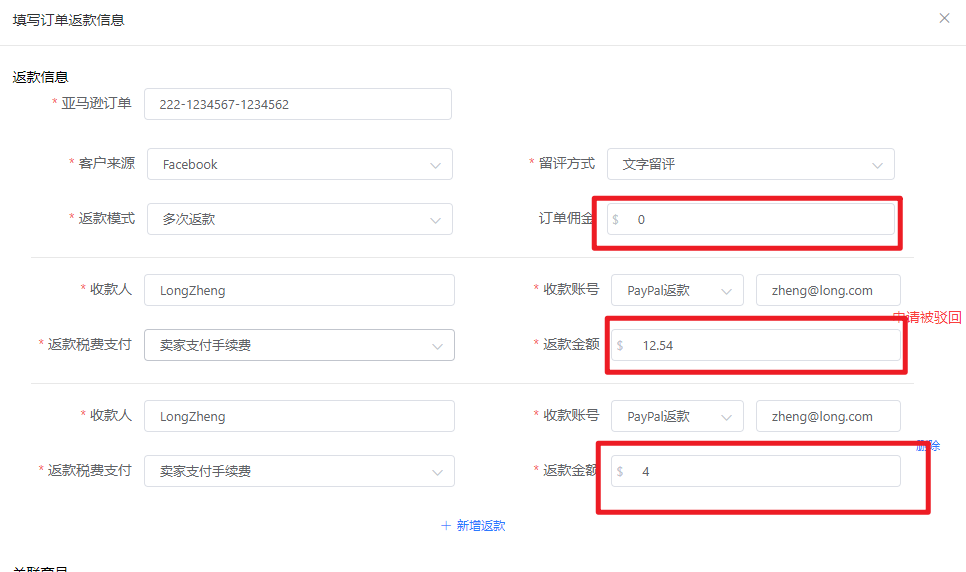 填写订单返款信息
返款信息
* 亚马逊订单 222-1234567-1234562
* 客户来源 Facebook * 留评方式 文字留评
* 返款模式 多次返款 订单佣金 $ 0
* 收款人 LongZheng * 收款账号 PayPal返款 zheng@long.com
申请被驳回
* 返款税费支付 卖家支付手续费 * 返款金额 $ 12.54
* 收款人 LongZheng * 收款账号 PayPal返款 zheng@long.com
删除
* 返款税费支付 卖家支付手续费 * 返款金额 $ 4
+ 新增返款